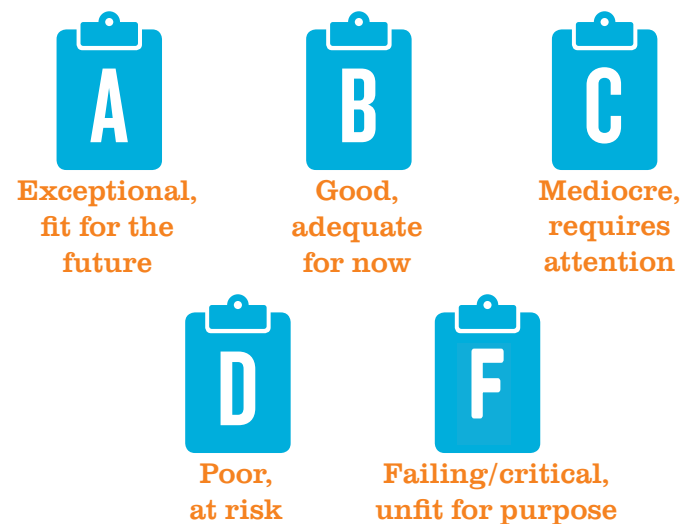 A
Exceptional,
fit for the
future
B
Good,
adequate
for now
C
Mediocre,
requires
attention
D
Poor,
at risk
F
Failing/critical,
unfit for purpose